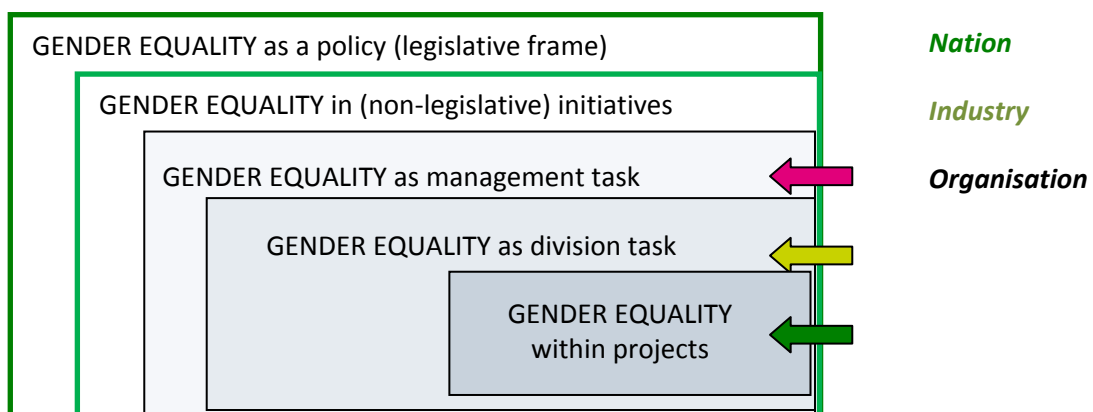 GENDER EQUALITY as a policy (legislative frame)
Nation
GENDER EQUALITY in (non-legislative) initiatives
Industry
GENDER EQUALITY as management task
Organisation
GENDER EQUALITY as division task
GENDER EQUALITY
within projects